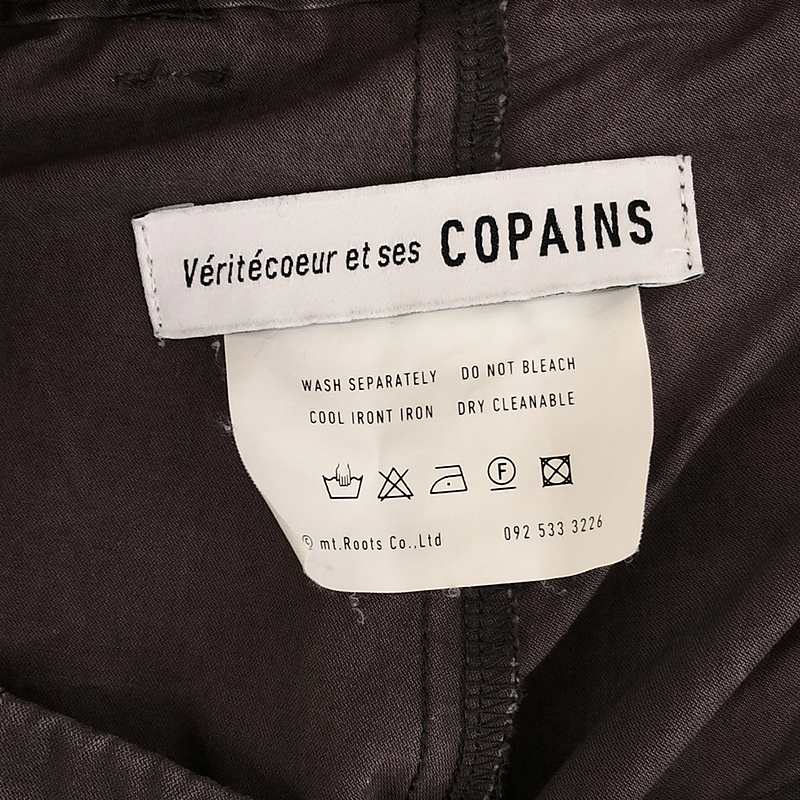 Véritécoeur et ses COPAINS
WASH SEPARATELY DO NOT BLEACH
COOL IRONT IRON DRY CLEANABLE
F
© mt.Roots Co.,Ltd 092 533 3226